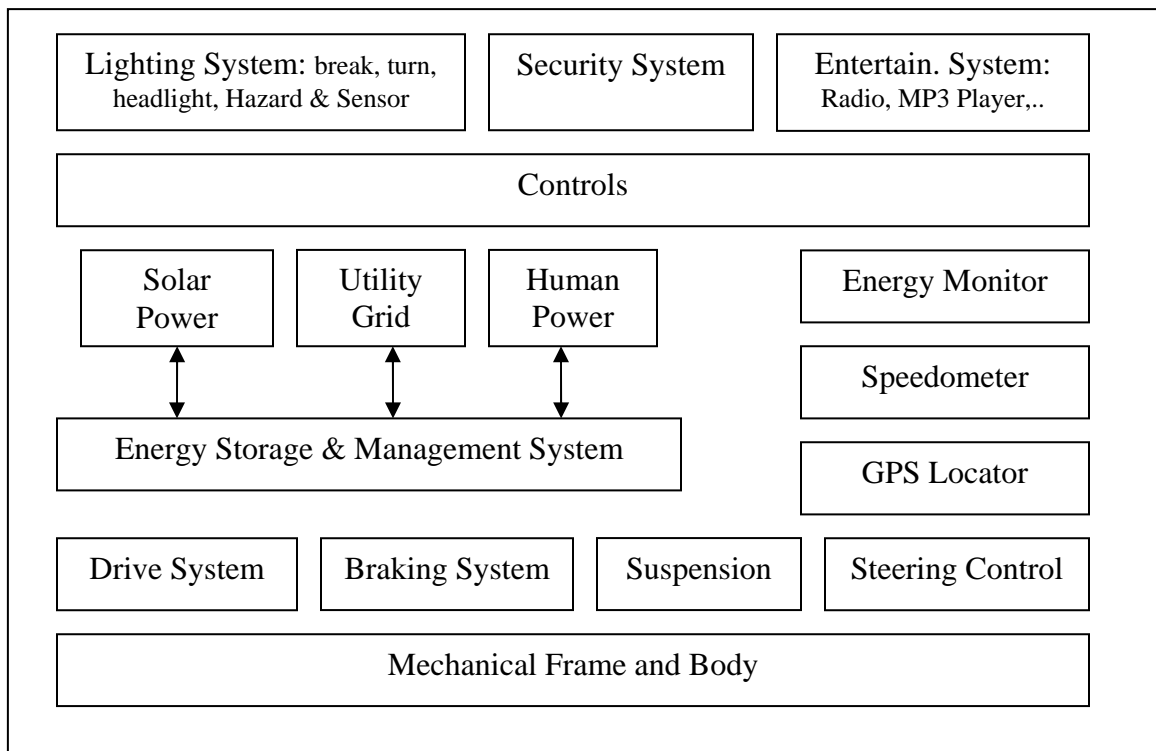 Lighting System: break, turn,
headlight, Hazard & Sensor
Security System
Entertain. System:
Radio, MP3 Player,..
Controls
Solar
Power
Utility
Grid
Human
Power
Energy Monitor
Speedometer
Energy Storage & Management System
GPS Locator
Drive System
Braking System
Suspension
Steering Control
Mechanical Frame and Body